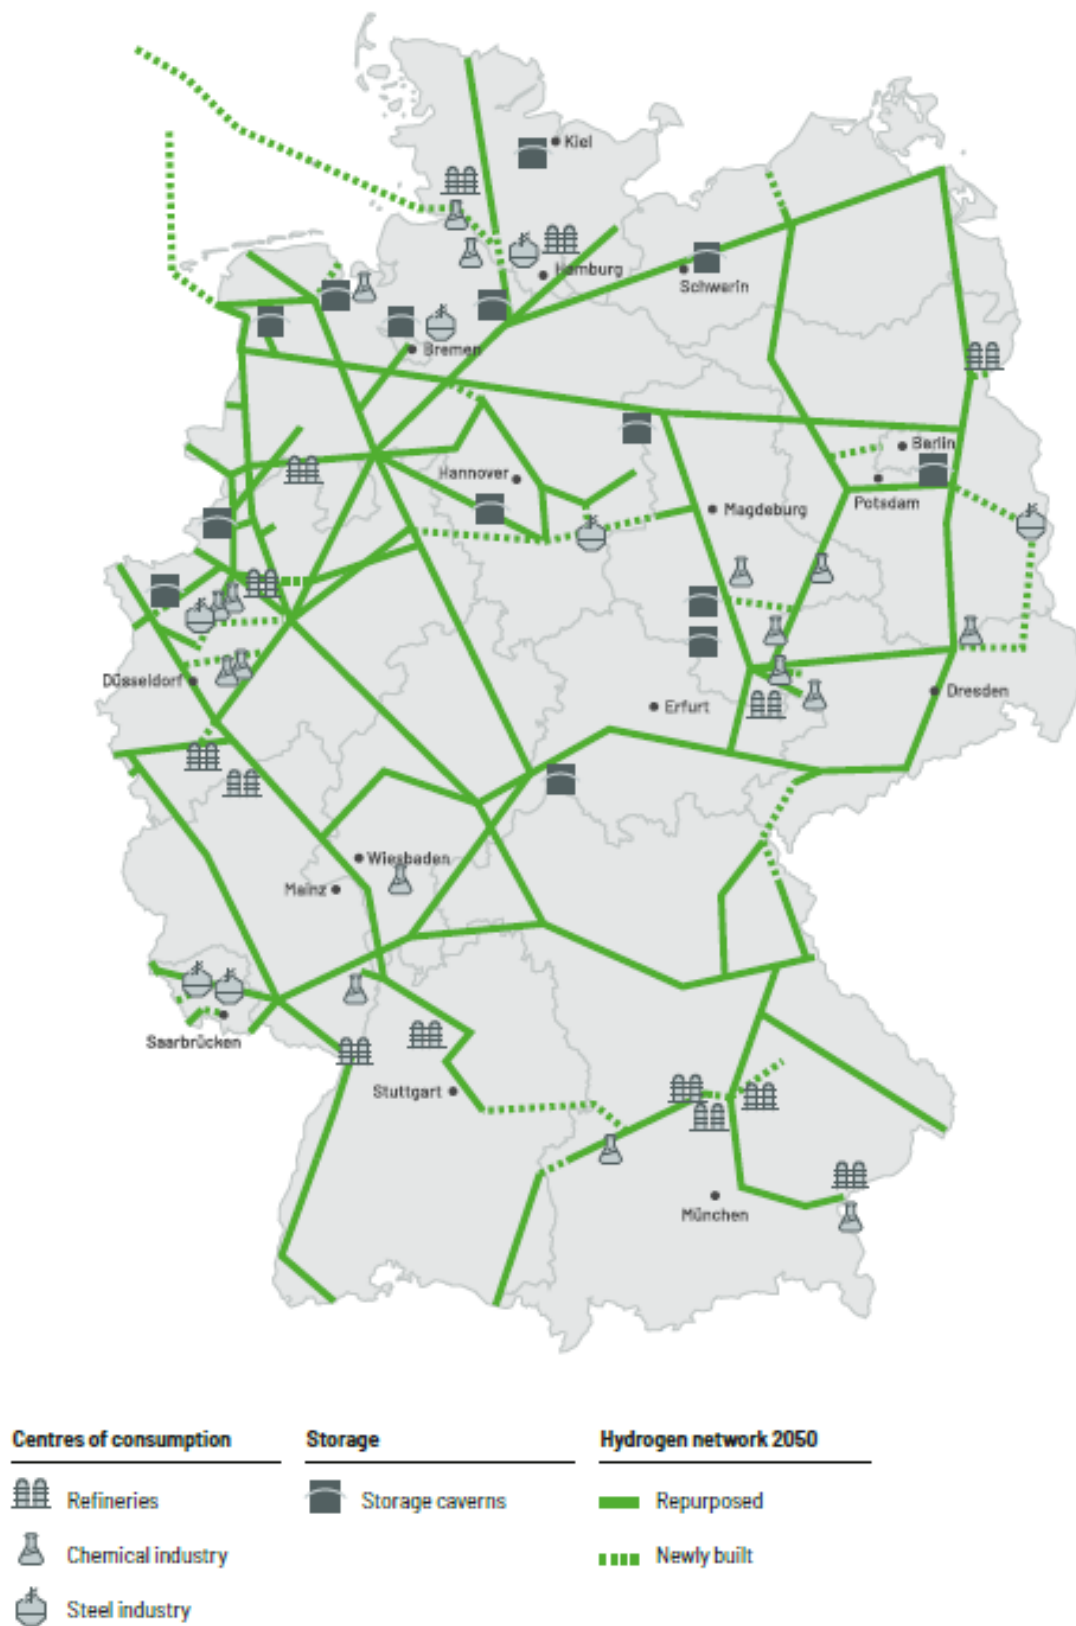 Kiel
Hamburg
Schwerin
Bremen
Berlin
Hannover
Potsdam
Magdeburg
Düsseldorf
Erfurt
Dresden
Wiesbaden
Mainz
Saarbrücken
Stuttgart
München
Centres of consumption
Refineries
Chemical industry
Steel industry
Storage
Storage caverns
Hydrogen network 2050
Repurposed
Newly built